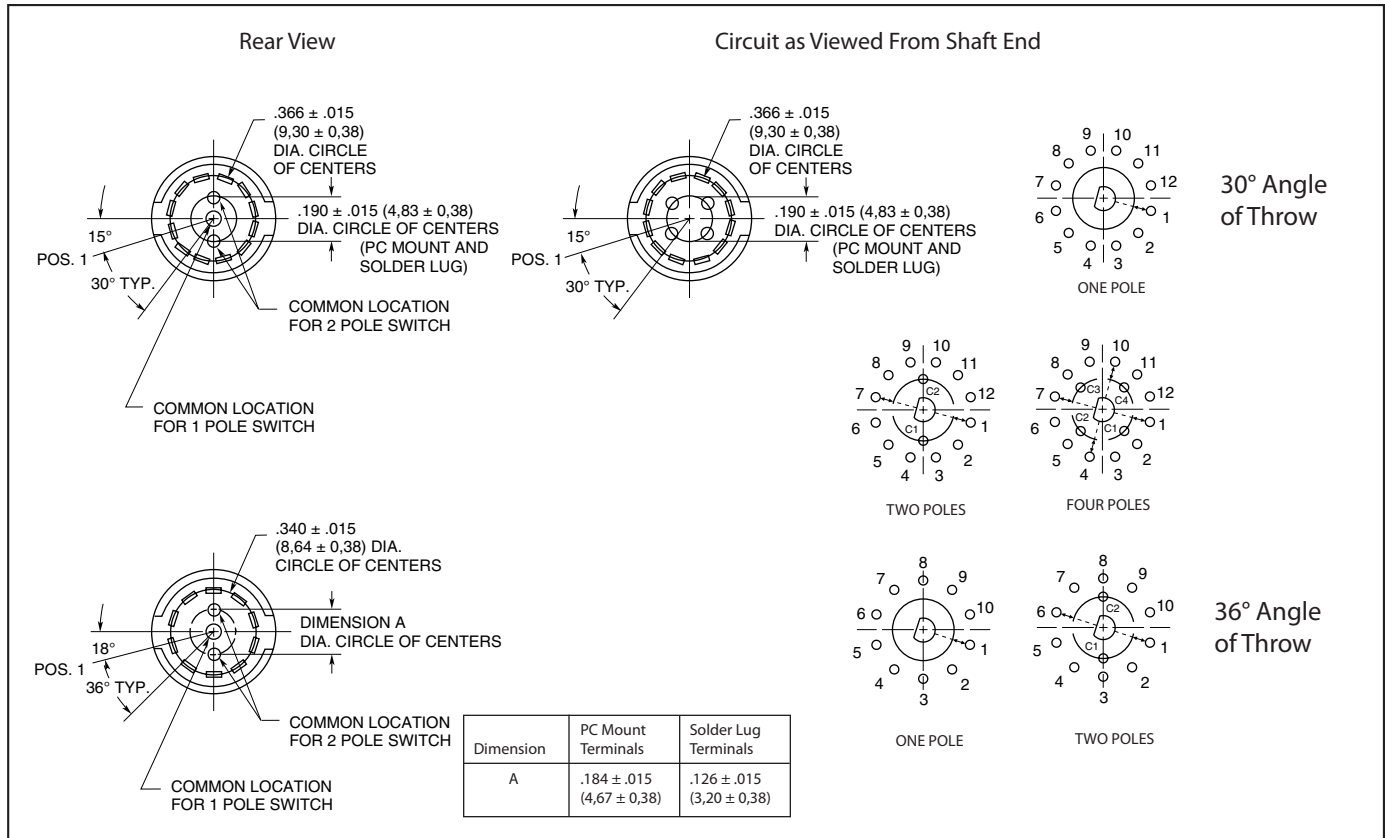 Rear View
Circuit as Viewed From Shaft End
.366 ± .015
(9,30 ± 0,38)
DIA. CIRCLE
OF CENTERS
.190 ± .015 (4,83 ± 0,38)
DIA. CIRCLE OF CENTERS
(PC MOUNT AND
SOLDER LUG)
15°
POS. 1
30° TYP.
COMMON LOCATION
FOR 2 POLE SWITCH
COMMON LOCATION
FOR 1 POLE SWITCH
.366 ± .015
(9,30 ± 0,38)
DIA. CIRCLE
OF CENTERS
.190 ± .015 (4,83 ± 0,38)
DIA. CIRCLE OF CENTERS
(PC MOUNT AND
SOLDER LUG)
15°
POS. 1
30° TYP.
9 10
8 11
7 12
6 1
5 2
4 3
ONE POLE
30° Angle
of Throw
9 10
8 11
7 C2 12
6 C1 1
5 2
4 3
TWO POLES
9 10
8 11
7 C3 C4 12
6 C2 C1 1
5 2
4 3
FOUR POLES
.340 ± .015
(8,64 ± 0,38) DIA.
CIRCLE OF CENTERS
DIMENSION A
DIA. CIRCLE OF CENTERS
18°
POS. 1
36° TYP.
COMMON LOCATION
FOR 2 POLE SWITCH
COMMON LOCATION
FOR 1 POLE SWITCH
Dimension
PC Mount
Terminals
Solder Lug
Terminals
A
.184 ± .015
(4,67 ± 0,38)
.126 ± .015
(3,20 ± 0,38)
8
7 9
6 10
5 1
4 2
3
ONE POLE
8
7 9
6 C2 10
5 C1 1
4 2
3
TWO POLES
36° Angle
of Throw